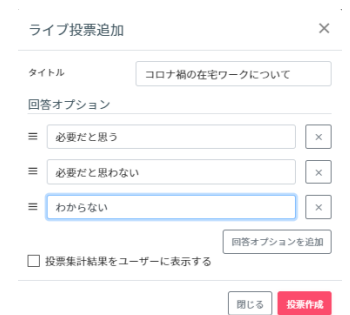 ライブ投票追加
タイトル
コロナ禍の在宅ワークについて
回答オプション
必要だと思う
必要だと思わない
わからない
回答オプションを追加
投票集計結果をユーザーに表示する
閉じる 投票作成